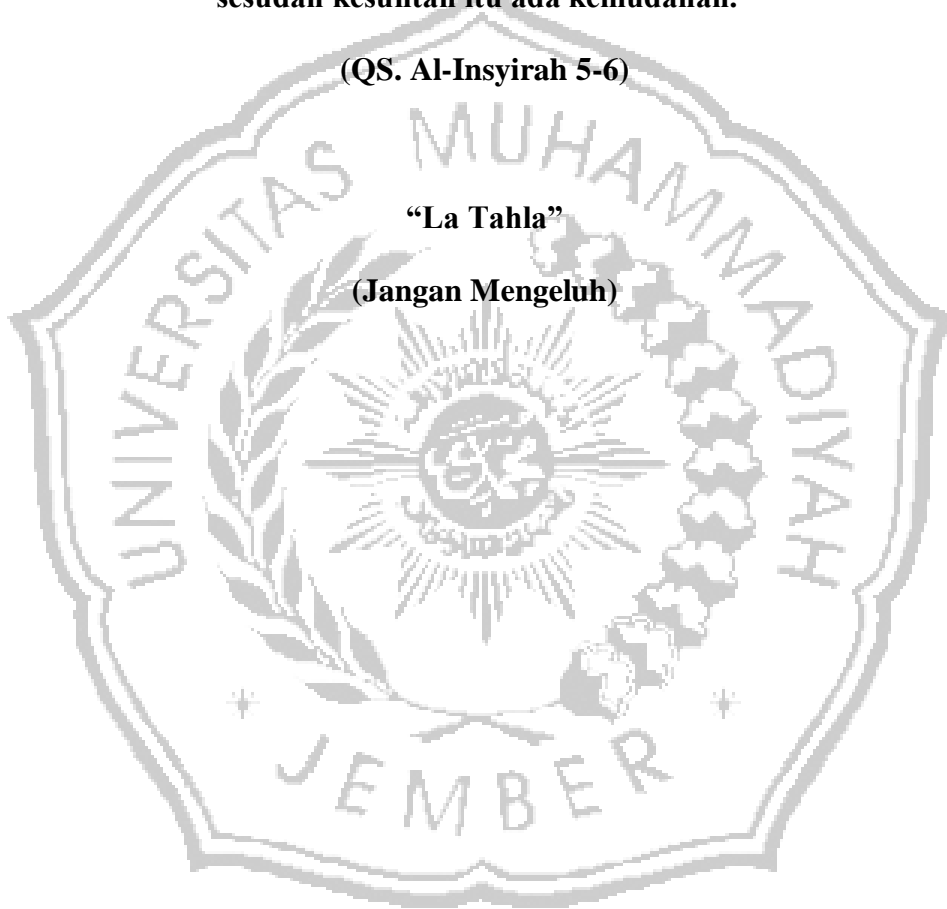 sesudah kesulitan itu ada kemudahan.
(QS. Al-Insyirah 5-6)
“La Tahla”
(Jangan Mengeluh)
UNIVERSITAS MUHAMMADIYAH
JEMBER